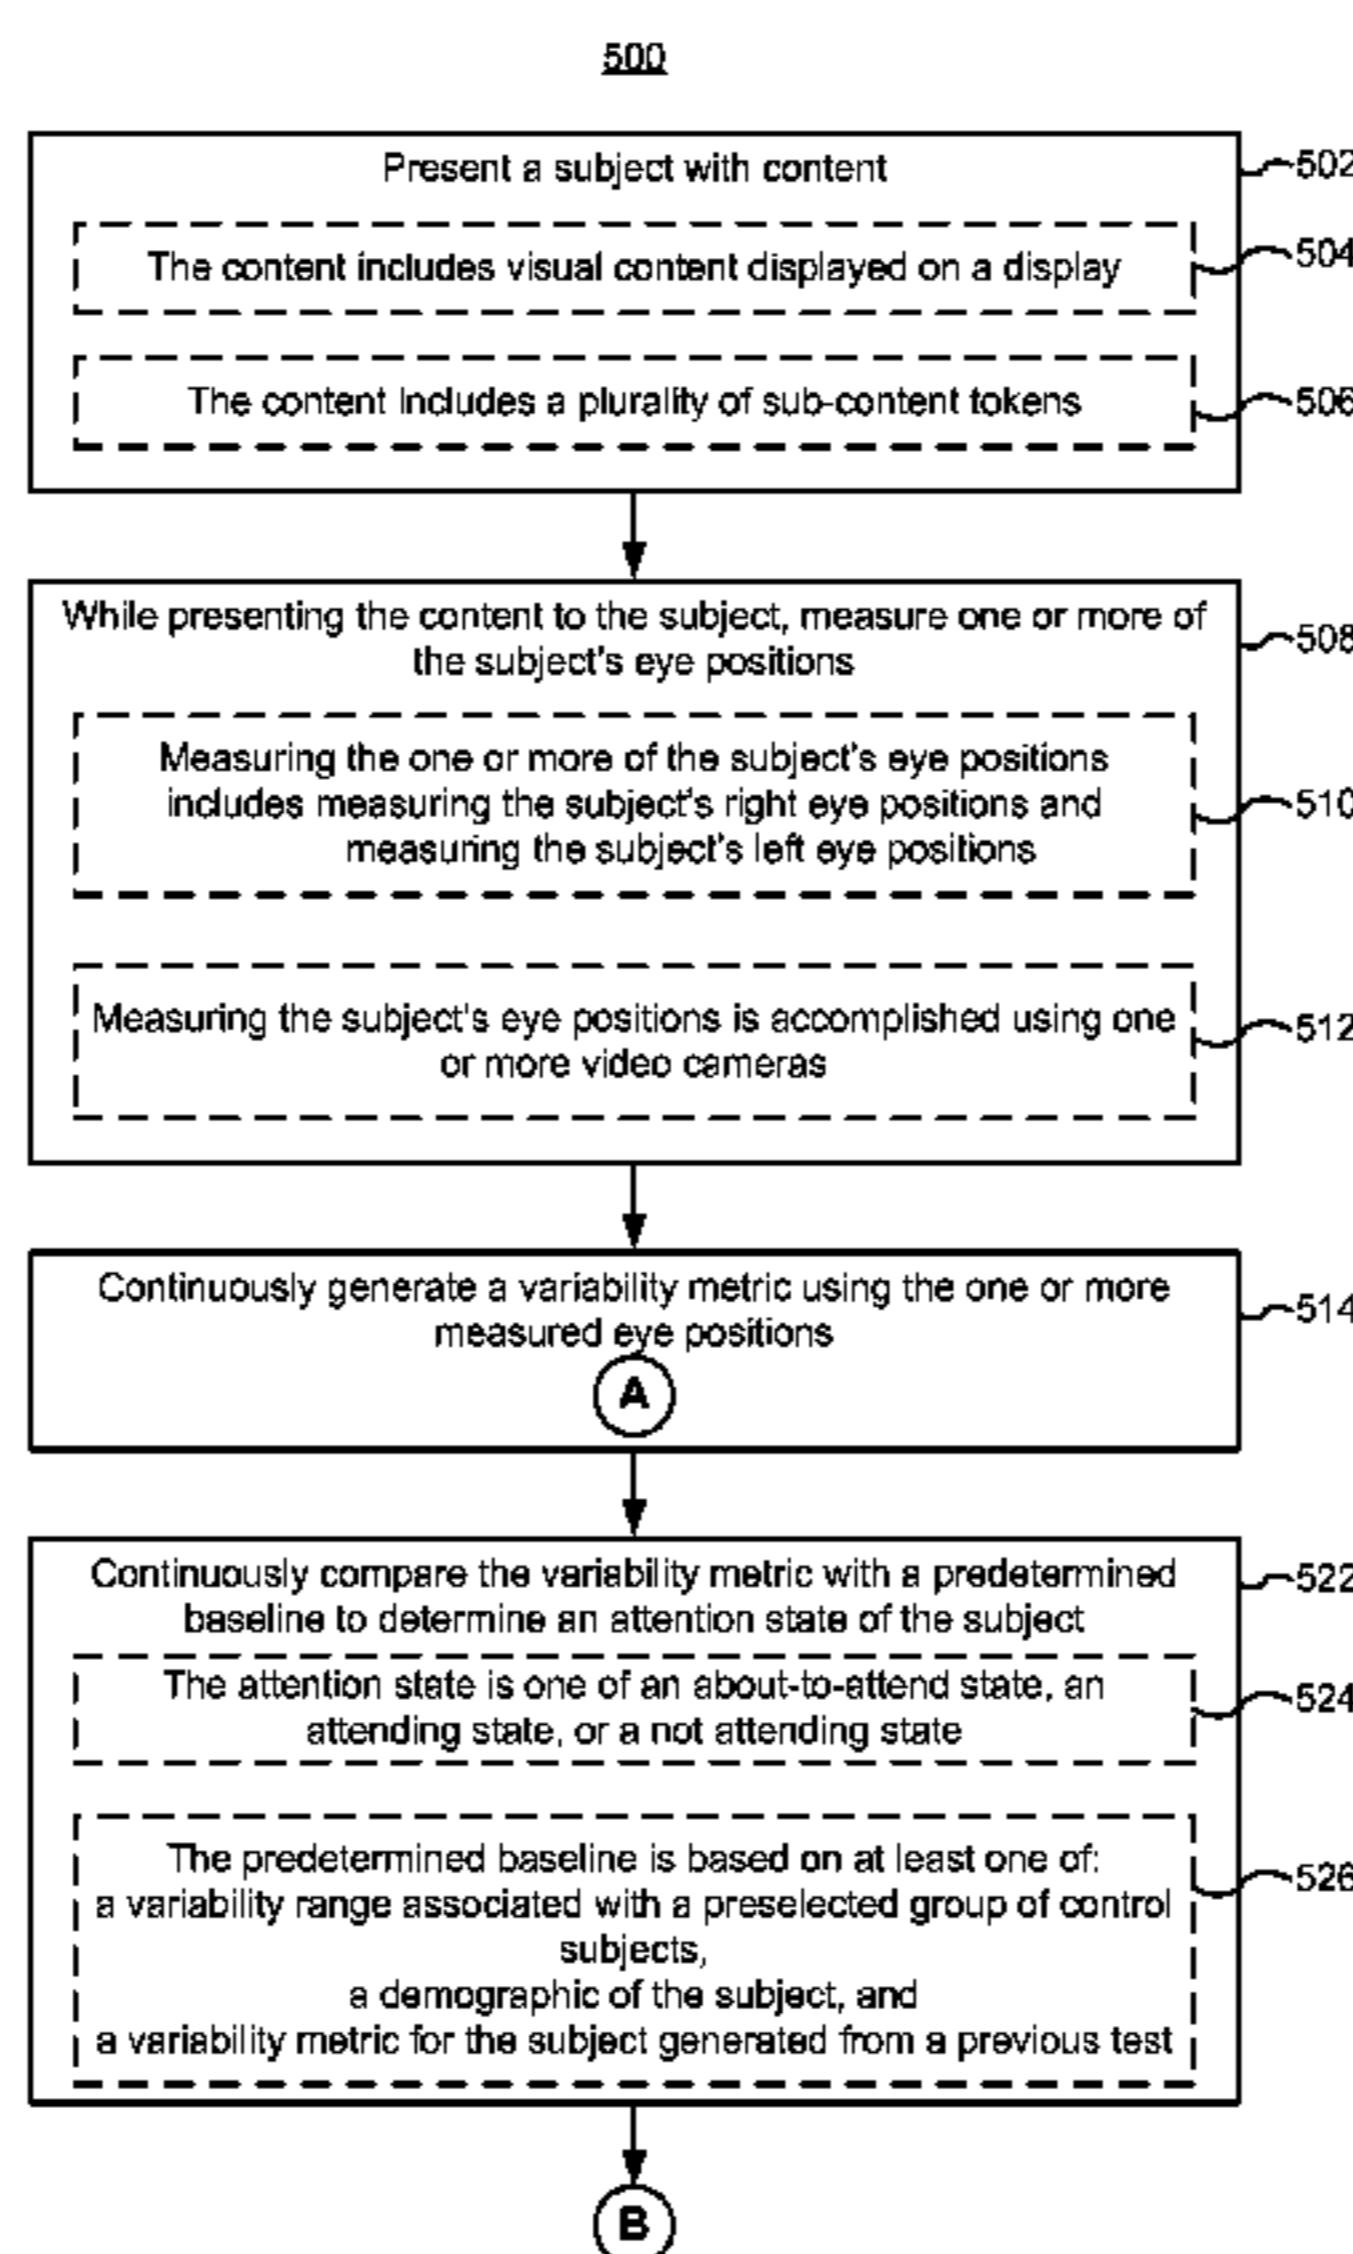 500
Present a subject with content
502
The content includes visual content displayed on a display
504
The content includes a plurality of sub-content tokens
506
While presenting the content to the subject, measure one or more of
the subject's eye positions
508
Measuring the one or more of the subject's eye positions
includes measuring the subject's right eye positions and
measuring the subject's left eye positions
510
Measuring the subject's eye positions is accomplished using one
or more video cameras
512
Continuously generate a variability metric using the one or more
measured eye positions
514
A
Continuously compare the variability metric with a predetermined
baseline to determine an attention state of the subject
522
The attention state is one of an about-to-attend state, an
attending state, or a not attending state
524
The predetermined baseline is based on at least one of:
a variability range associated with a preselected group of control
subjects,
a demographic of the subject, and
a variability metric for the subject generated from a previous test
526
B